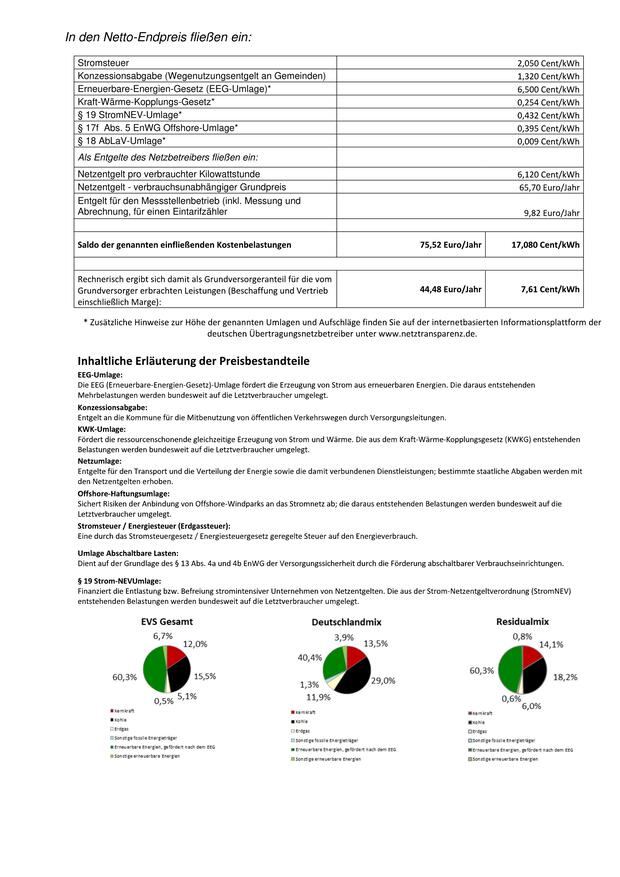 In den Netto-Endpreis fließen ein:
Stromsteuer 2,050 Cent/kWh
Konzessionsabgabe (Wegenutzungsentgelt an Gemeinden) 1,320 Cent/kWh
Erneuerbare-Energien-Gesetz (EEG-Umlage)* 6,500 Cent/kWh
Kraft-Wärme-Kopplungs-Gesetz* 0,254 Cent/kWh
§ 19 StromNEV-Umlage* 0,432 Cent/kWh
§ 17f Abs. 5 EnWG Offshore-Umlage* 0,395 Cent/kWh
§ 18 AbLaV-Umlage* 0,009 Cent/kWh
Als Entgelte des Netzbetreibers fließen ein:
Netzentgelt pro verbrauchter Kilowattstunde 6,120 Cent/kWh
Netzentgelt - verbrauchsunabhängiger Grundpreis 65,70 Euro/Jahr
Entgelt für den Messstellenbetrieb (inkl. Messung und
Abrechnung, für einen Eintarifzähler 9,82 Euro/Jahr
Saldo der genannten einfließenden Kostenbelastungen 75,52 Euro/Jahr 17,080 Cent/kWh
Rechnerisch ergibt sich damit als Grundversorgeranteil für die vom
Grundversorger erbrachten Leistungen (Beschaffung und Vertrieb 44,48 Euro/Jahr 7,61 Cent/kWh
einschließlich Marge):
* Zusätzliche Hinweise zur Höhe der genannten Umlagen und Aufschläge finden Sie auf der internetbasierten Informationsplattform der
deutschen Übertragungsnetzbetreiber unter www.netztransparenz.de.
Inhaltliche Erläuterung der Preisbestandteile
EEG-Umlage:
Die EEG (Erneuerbare-Energien-Gesetz)-Umlage fördert die Erzeugung von Strom aus erneuerbaren Energien. Die daraus entstehenden
Mehrbelastungen werden bundesweit auf die Letztverbraucher umgelegt.
Konzessionsabgabe:
Entgelt an die Kommune für die Mitbenutzung von öffentlichen Verkehrswegen durch Versorgungsleitungen.
KWK-Umlage:
Fördert die ressourcenschonende gleichzeitige Erzeugung von Strom und Wärme. Die aus dem Kraft-Wärme-Kopplungsgesetz (KWKG) entstehenden
Belastungen werden bundesweit auf die Letztverbraucher umgelegt.
Netzumlage:
Entgelte für den Transport und die Verteilung der Energie sowie die damit verbundenen Dienstleistungen; bestimmte staatliche Abgaben werden mit
den Netzentgelten erhoben.
Offshore-Haftungsumlage:
Sichert Risiken der Anbindung von Offshore-Windparks an das Stromnetz ab; die daraus entstehenden Belastungen werden bundesweit auf die
Letztverbraucher umgelegt.
Stromsteuer / Energiesteuer (Erdgassteuer):
Eine durch das Stromsteuergesetz / Energiesteuergesetz geregelte Steuer auf den Energieverbrauch.
Umlage Abschaltbare Lasten:
Dient auf der Grundlage des § 13 Abs. 4a und 4b EnWG der Versorgungssicherheit durch die Förderung abschaltbarer Verbrauchseinrichtungen.
§ 19 Strom-NEVUmlage:
Finanziert die Entlastung bzw. Befreiung stromintensiver Unternehmen von Netzentgelten. Die aus der Strom-Netzentgeltverordnung (StromNEV)
entstehenden Belastungen werden bundesweit auf die Letztverbraucher umgelegt.
EVS Gesamt
6,7%
12,0%
60,3%
15,5%
0,5%
5,1%
Kernkraft
Kohle
Erdgas
Sonstige fossile Energieträger
Erneuerbare Energien, gefördert nach dem EEG
Sonstige erneuerbare Energien
Deutschlandmix
3,9%
13,5%
40,4%
29,0%
1,3%
11,9%
Kernkraft
Kohle
Erdgas
Sonstige fossile Energieträger
Erneuerbare Energien, gefördert nach dem EEG
Sonstige erneuerbare Energien
Residualmix
0,8%
14,1%
60,3%
18,2%
0,6%
6,0%
Kernkraft
Kohle
Erdgas
Sonstige fossile Energieträger
Erneuerbare Energien, gefördert nach dem EEG
Sonstige erneuerbare Energien